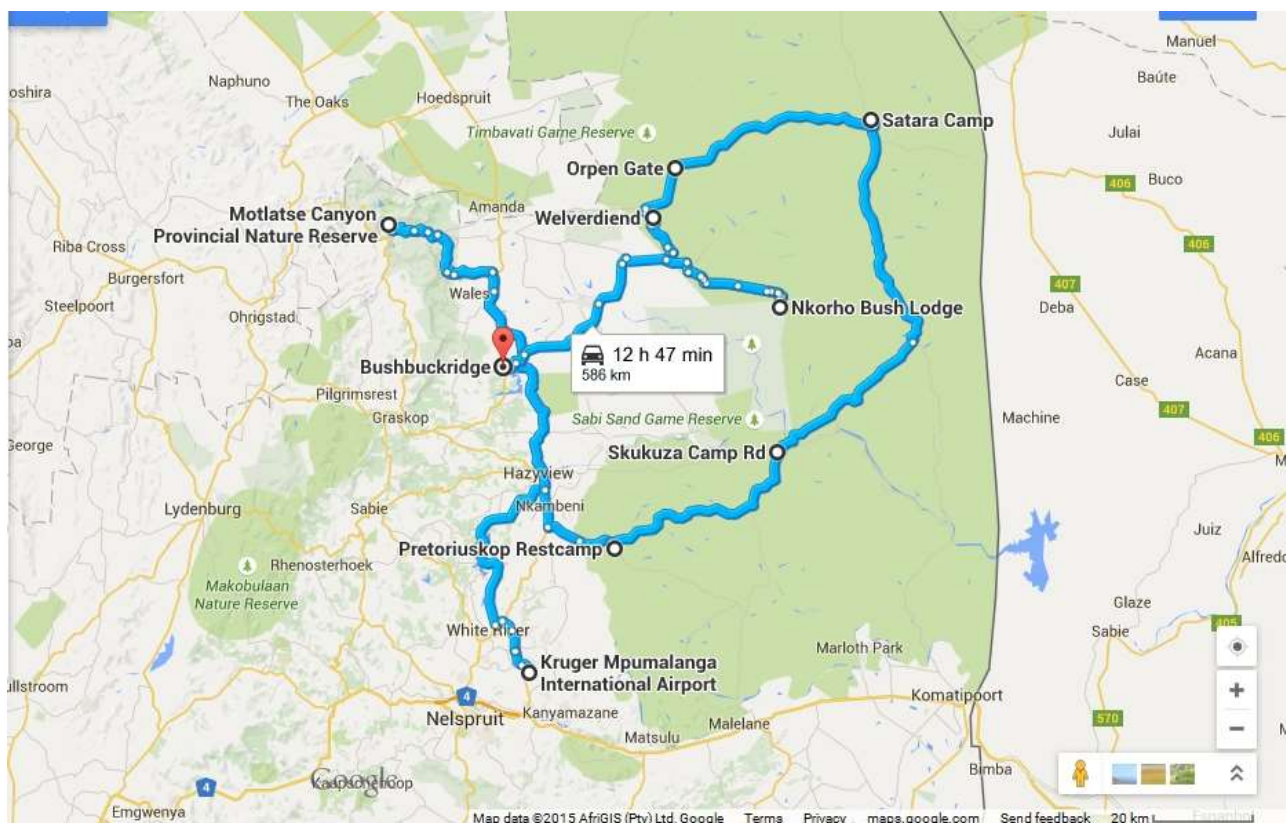 Manuel
Naphuno
Baúte
oshira
The Oaks
Hoedspruit
Satara Camp
Julai
Timbavati Game Reserve
Orpen Gate
406
Buco
Motlatse Canyon
Provincial Nature Reserve
Amanda
Welverdiend
Riba Cross
Burgersfort
406
407
Steelpoort
Wales
Nkorho Bush Lodge
Deba
Ohrigstad
12 h 47 min
586 km
Bushbuckridge
Acana
Pilgrimsrest
Case
Graskop
407
Sabi Sand Game Reserve
Machine
George
406
Skukuza Camp Rd
Hazyview
Nkambeni
Lydenburg
Sabie
Juiz
Pretoriuskop Restcamp
Alfredo
Rhenosterhoek
Makobulaan
Nature Reserve
Glaze
405
White River
Sabie
Marloth Park
Kruger Mpumalanga
International Airport
ullstroom
4
Komatipoort
Nelspruit
Kanyamazane
Malelane
570
Matsulu
Bimba
Google
4
Emgwenya
Map data ©2015 AfriGIS (Pty) Ltd, Google Terms Privacy maps.google.com Send feedback 20 km